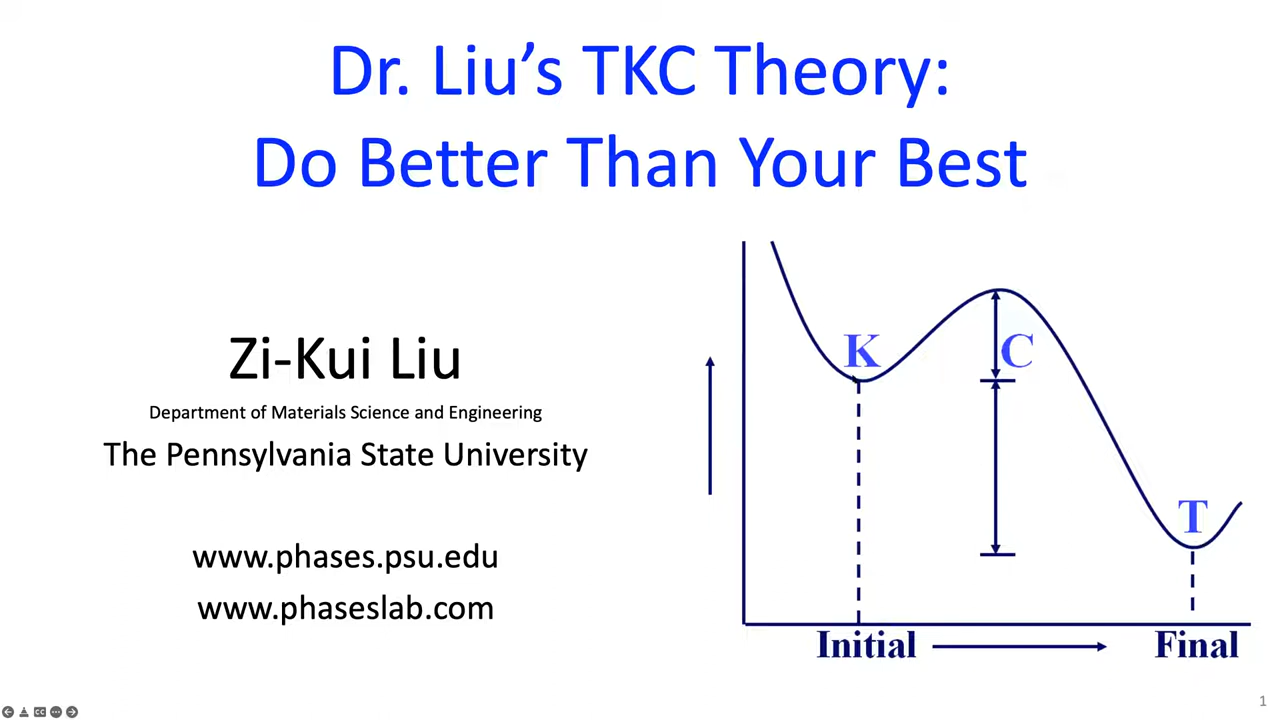 Dr. Liu’s TKC Theory:
Do Better Than Your Best
Zi-Kui Liu
Department of Materials Science and Engineering
The Pennsylvania State University
www.phases.psu.edu
www.phaseslab.com
K
C
T
Initial
Final
1